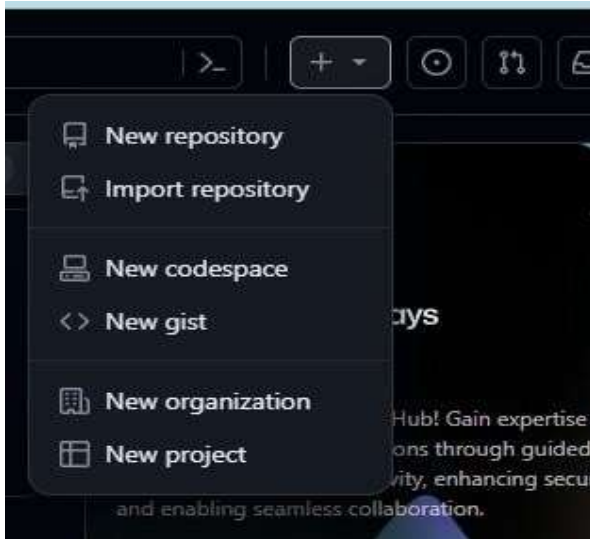 New repository
Import repository
New codespace
New gist
ays
New organization
Hub! Gain expertise
ons through guided
New project
vity, enhancing secu
and enabling seamless collaboration.